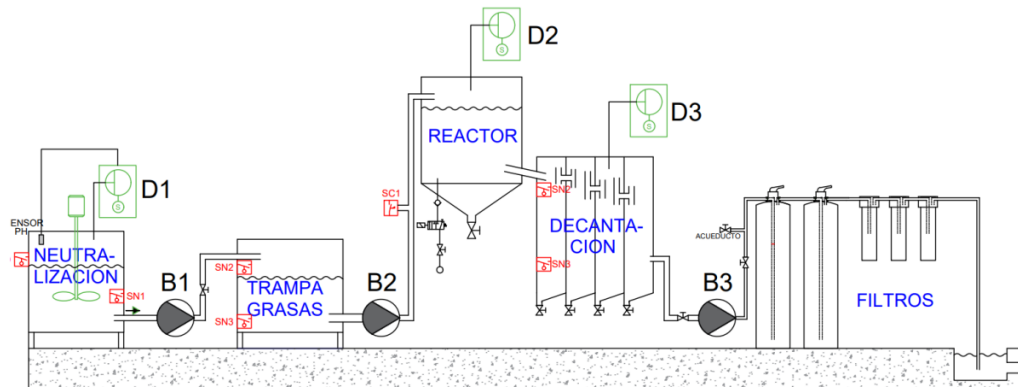 D2
D3
REACTOR
D1
SC1
SN2
ENSOR
PH
NEUTRA-
LIZACION
DECANTA-
CION
ACUEDUCTO
B1
SN2
B2
SN3
B3
SN1
TRAMPA
GRASAS
FILTROS
SN3
S
S
S